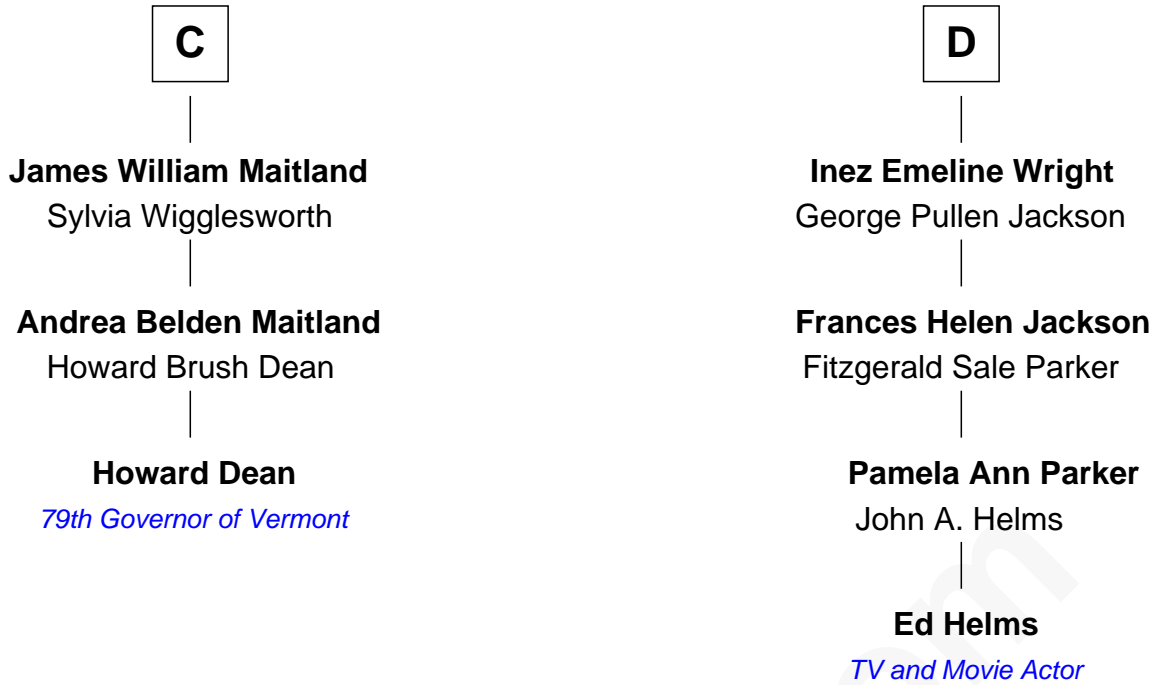 C
James William Maitland
Sylvia Wigglesworth
Andrea Belden Maitland
Howard Brush Dean
Howard Dean
79th Governor of Vermont
D
Inez Emeline Wright
George Pullen Jackson
Frances Helen Jackson
Fitzgerald Sale Parker
Pamela Ann Parker
John A. Helms
Ed Helms
TV and Movie Actor